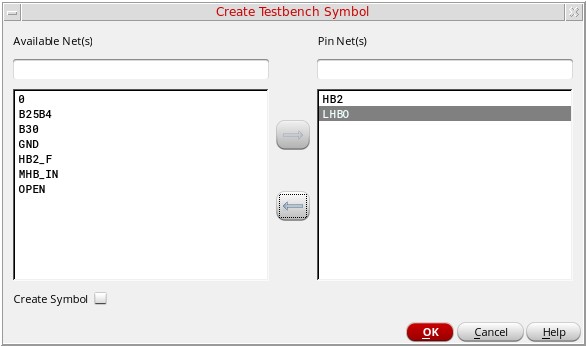 Create Testbench Symbol
Available Net(s)
0
B25B4
B30
GND
HB2_F
MHB_IN
OPEN
Pin Net(s)
HB2
LHBO
Create Symbol
OK
Cancel
Help